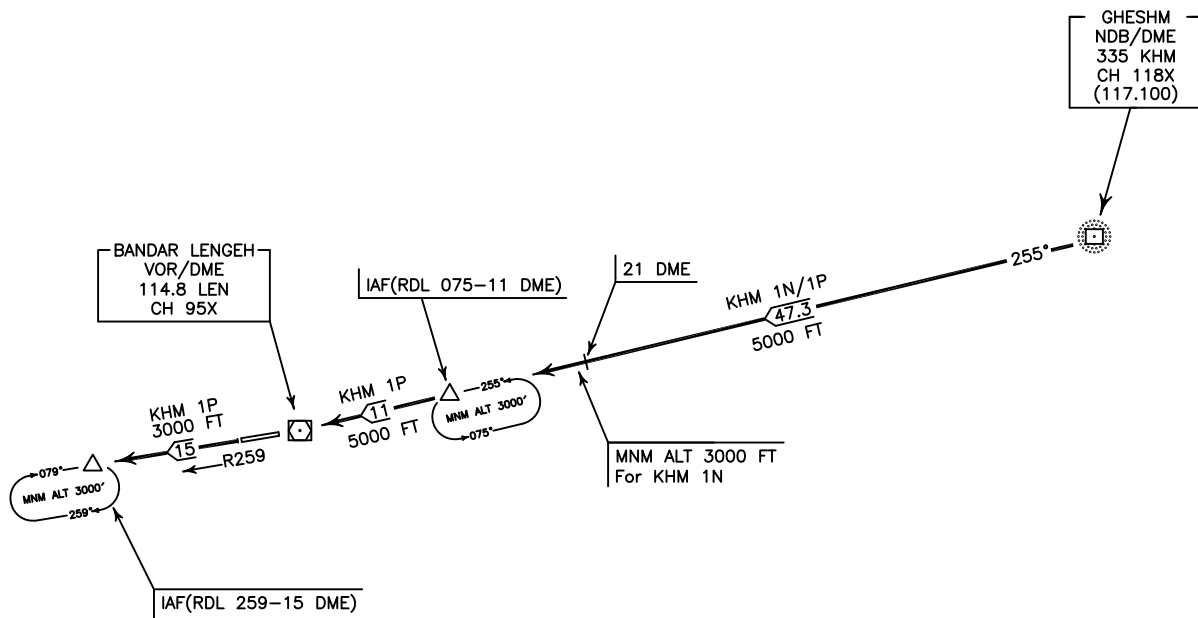 GHESHM
NDB/DME
335 KHM
CH 118X
(117.100)
255°
KHM 1N/1P
47.3
5000 FT
21 DME
MNM ALT 3000 FT
For KHM 1N
IAF(RDL 075-11 DME)
255°
MNM ALT 3000'
075°
KHM 1P
11
5000 FT
BANDAR LENGEH
VOR/DME
114.8 LEN
CH 95X
KHM 1P
3000 FT
15
R259
079°
MNM ALT 3000'
259°
IAF(RDL 259-15 DME)